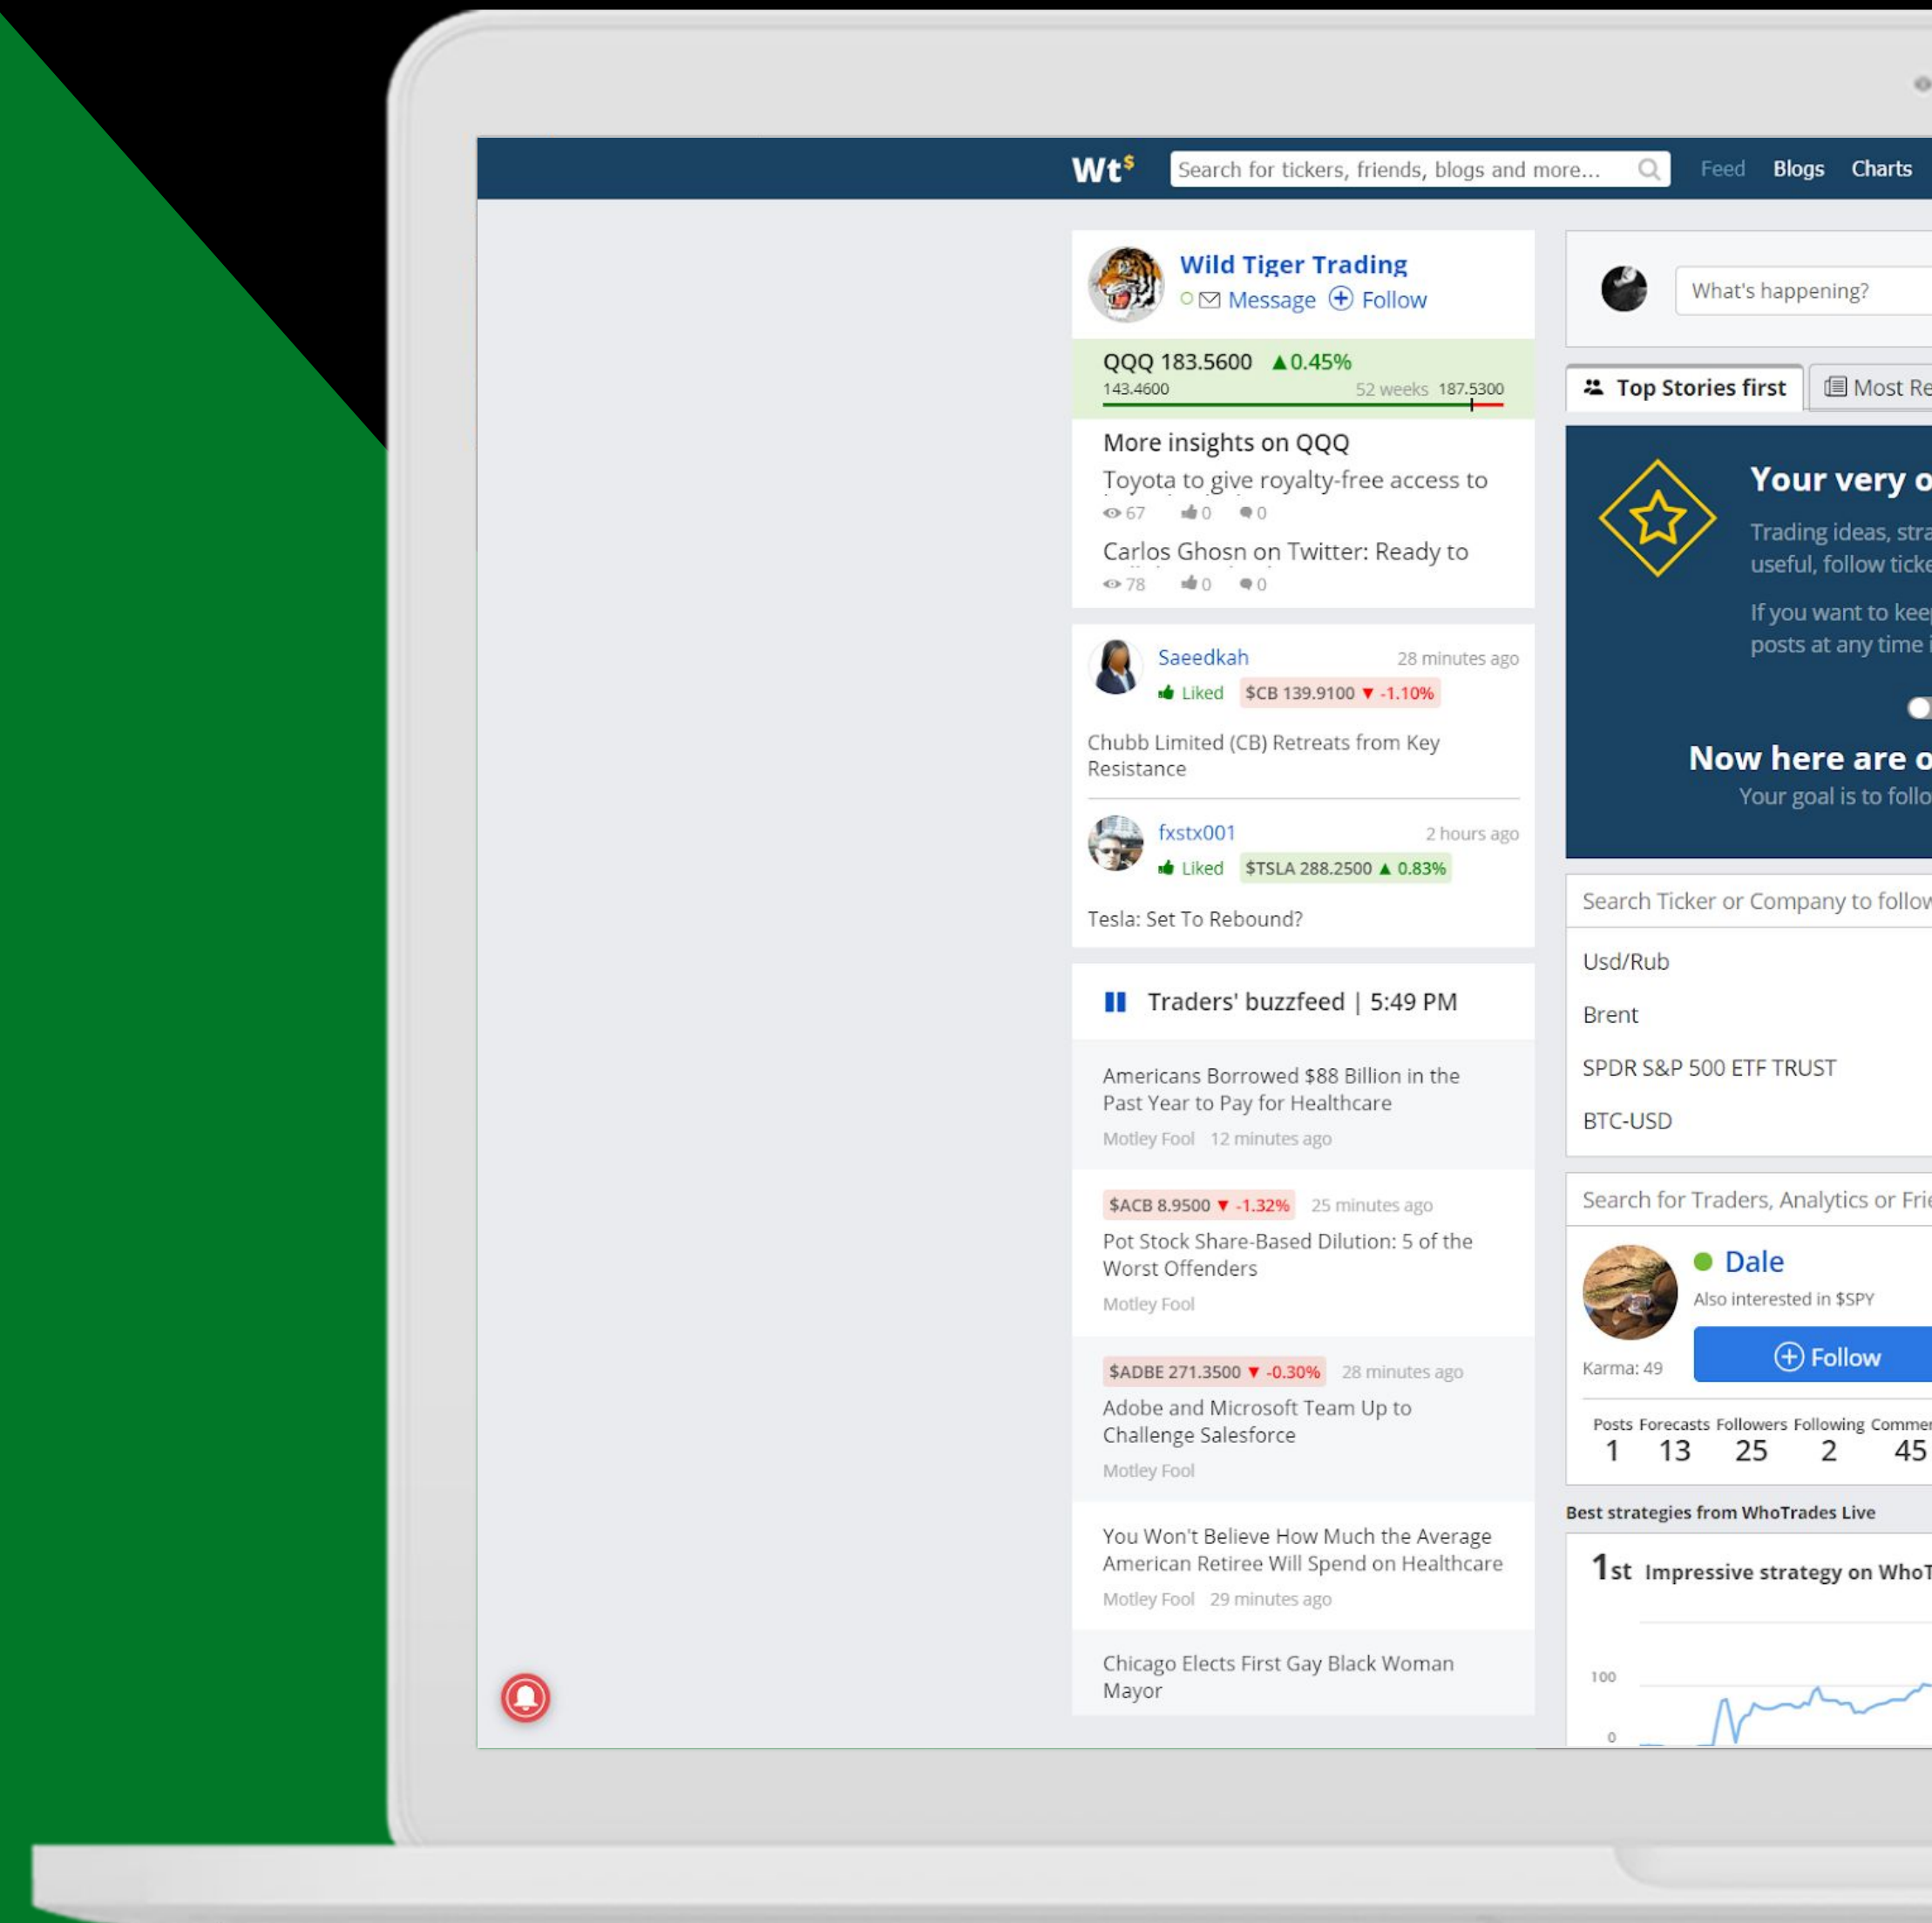 Wt$
Search for tickers, friends, blogs and more...
Feed Blogs Charts
Wild Tiger Trading
Message Follow
QQQ 183.5600 ▲0.45%
143.4600 52 weeks 187.5300
More insights on QQQ
Toyota to give royalty-free access to
67 0 0
Carlos Ghosn on Twitter: Ready to
78 0 0
Saeedkah 28 minutes ago
Liked $CB 139.9100 ▼ -1.10%
Chubb Limited (CB) Retreats from Key
Resistance
fxstx001 2 hours ago
Liked $TSLA 288.2500 ▲ 0.83%
Tesla: Set To Rebound?
Traders' buzzfeed | 5:49 PM
Americans Borrowed $88 Billion in the
Past Year to Pay for Healthcare
Motley Fool 12 minutes ago
$ACB 8.9500 ▼ -1.32% 25 minutes ago
Pot Stock Share-Based Dilution: 5 of the
Worst Offenders
Motley Fool
$ADBE 271.3500 ▼ -0.30% 28 minutes ago
Adobe and Microsoft Team Up to
Challenge Salesforce
Motley Fool
You Won't Believe How Much the Average
American Retiree Will Spend on Healthcare
Motley Fool 29 minutes ago
Chicago Elects First Gay Black Woman
Mayor
What's happening?
Top Stories first
Most
Your very
Trading ideas,
useful, follow
If you want to
posts at any time
Now here are
Your goal is to
Search Ticker or Company to
Usd/Rub
Brent
SPDR S&P 500 ETF TRUST
BTC-USD
Search for Traders, Analytics or
Dale
Also interested in $SPY
Follow
Karma: 49
Posts Forecasts Followers Following
1 13 25 2 45
Best strategies from WhoTrades Live
1st Impressive strategy on
100
0